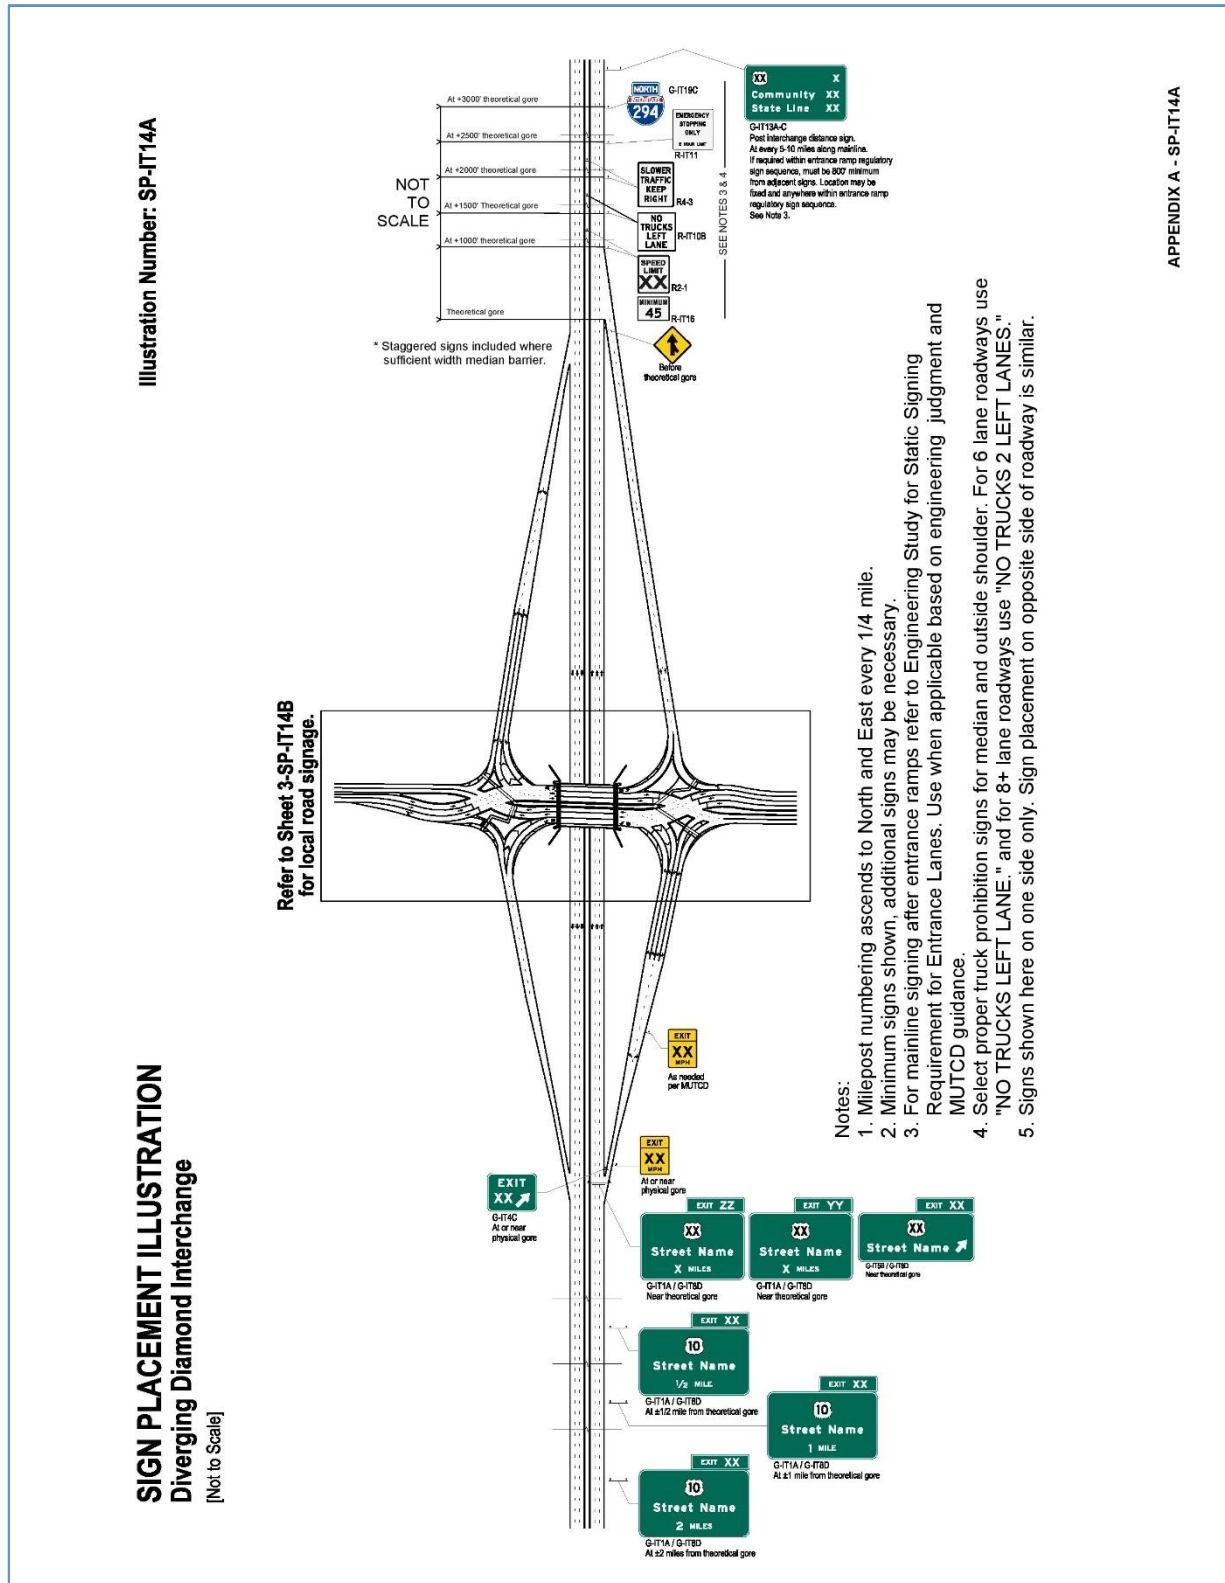 SIGN PLACEMENT ILLUSTRATION
Diverging Diamond Interchange
[Not to Scale]
Illustration Number: SP-IT14A
Refer to Sheet 3-SP-IT14B
for local road signage.
NOT
TO
SCALE
At +3000' theoretical gore
At +2500' theoretical gore
At +2000' theoretical gore
At +1500' Theoretical gore
At +1000' theoretical gore
Theoretical gore
* Staggered signs included where
sufficient width median barrier.
NORTH
294
G-IT19C
EMERGENCY
STOPPING
ONLY
R-IT11
SLOWER
TRAFFIC
KEEP
RIGHT
R4-3
NO
TRUCKS
LEFT
LANE
R-IT10B
SPEED
LIMIT
XX
R2-1
MINIMUM
45
R-IT16
Before
theoretical gore
SEE NOTES 3 & 4
XX X
Community XX
State Line XX
G-IT13A-C
Post interchange distance sign.
At every 5-10 miles along mainline.
If required within entrance ramp regulatory
sign sequence, must be 800' minimum
from adjacent signs. Location may be
fixed and anywhere within entrance ramp
regulatory sign sequence.
See Note 3.
EXIT
XX
MPH
As needed
per MUTCD
EXIT
XX
MPH
At or near
physical gore
EXIT
XX
G-IT4C
At or near
physical gore
EXIT ZZ
XX
Street Name
X MILES
G-IT1A / G-IT8D
Near theoretical gore
EXIT YY
XX
Street Name
X MILES
G-IT1A / G-IT8D
Near theoretical gore
EXIT XX
XX
Street Name
G-IT5B / G-IT8D
Near theoretical gore
EXIT XX
10
Street Name
1/2 MILE
G-IT1A / G-IT8D
At ±1/2 mile from theoretical gore
EXIT XX
10
Street Name
1 MILE
G-IT1A / G-IT8D
At ±1 mile from theoretical gore
EXIT XX
10
Street Name
2 MILES
G-IT1A / G-IT8D
At ±2 miles from theoretical gore
Notes:
1. Milepost numbering ascends to North and East every 1/4 mile.
2. Minimum signs shown, additional signs may be necessary.
3. For mainline signing after entrance ramps refer to Engineering Study for Static Signing
Requirement for Entrance Lanes. Use when applicable based on engineering judgment and
MUTCD guidance.
4. Select proper truck prohibition signs for median and outside shoulder. For 6 lane roadways use
"NO TRUCKS LEFT LANE." and for 8+ lane roadways use "NO TRUCKS 2 LEFT LANES."
5. Signs shown here on one side only. Sign placement on opposite side of roadway is similar.
APPENDIX A - SP-IT14A